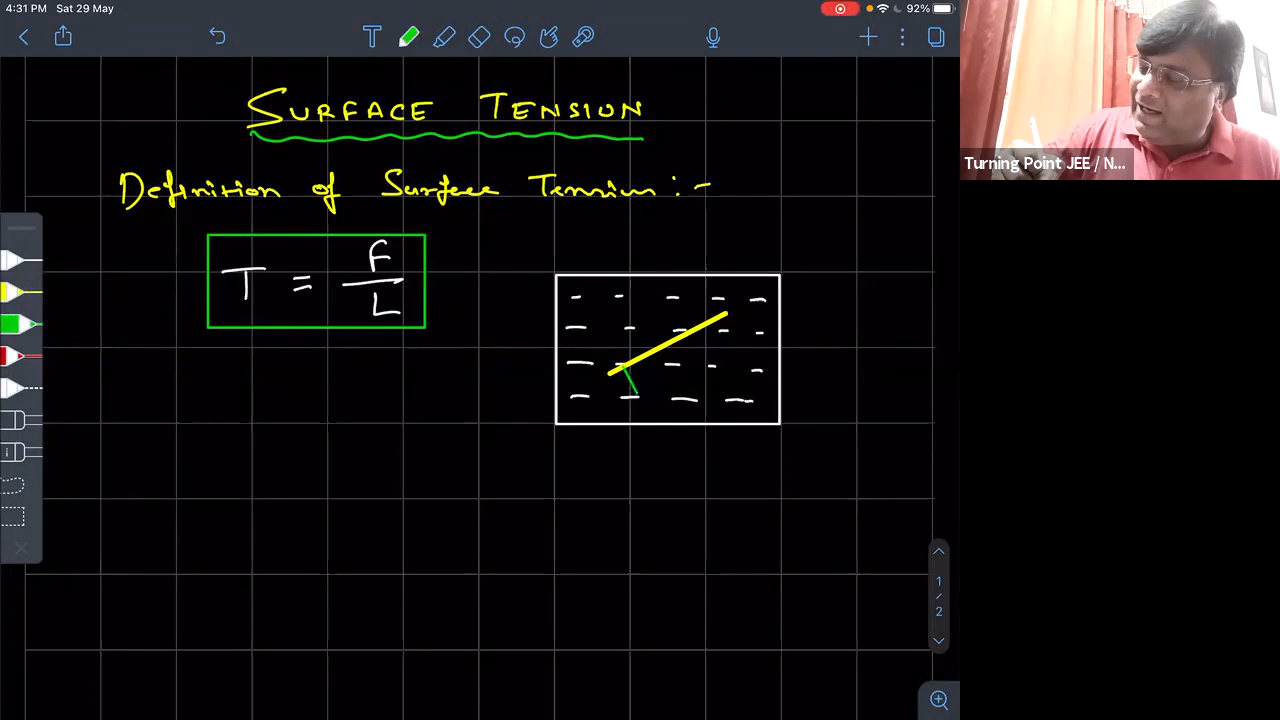 4:31 PM Sat 29 May
92%
SURFACE TENSION
Definition of Surface Tension :-
T = F / L
Turning Point JEE / N...
1 / 2